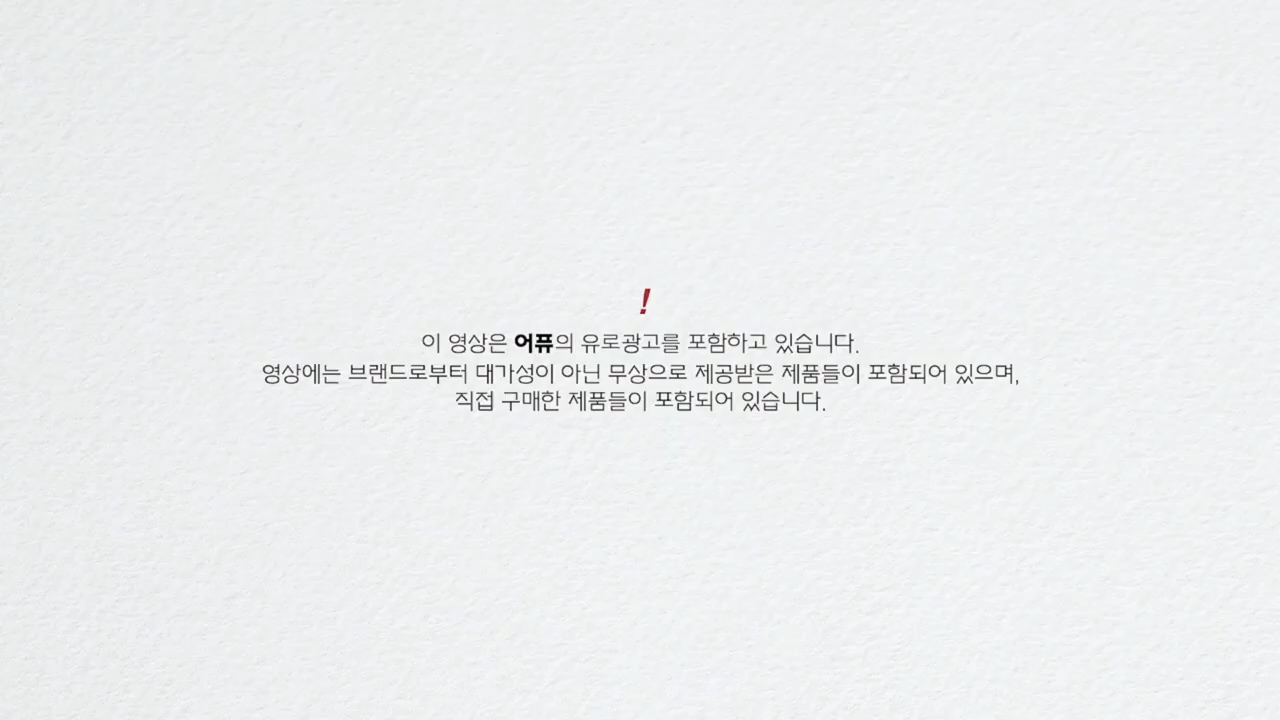 !
이 영상은 어퓨의 유로광고를 포함하고 있습니다.
영상에는 브랜드로부터 대가성이 아닌 무상으로 제공받은 제품들이 포함되어 있으며,
직접 구매한 제품들이 포함되어 있습니다.